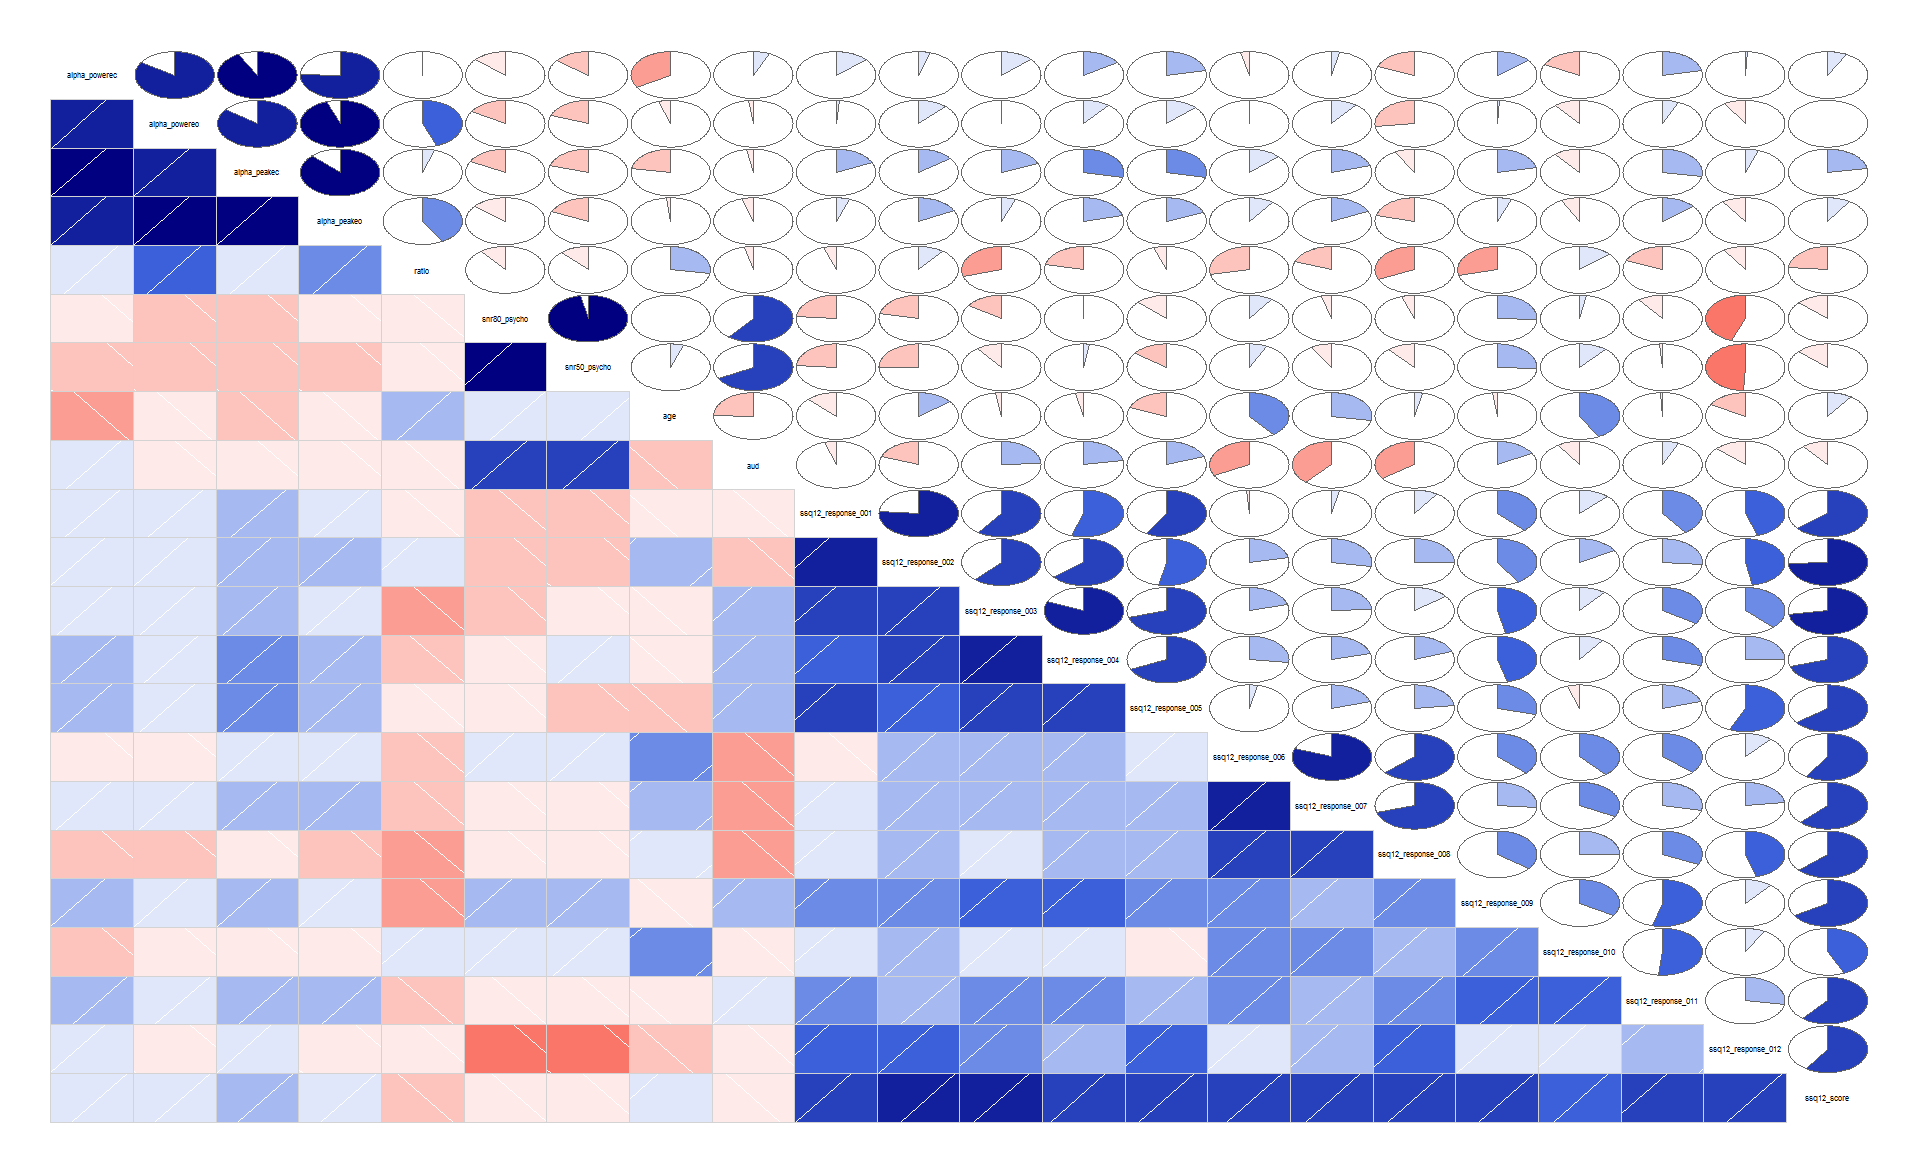 alpha_powerec
alpha_powereo
alpha_peakec
alpha_peakeo
ratio
snr80_psycho
snr50_psycho
age
aud
ssq12_response_001
ssq12_response_002
ssq12_response_003
ssq12_response_004
ssq12_response_005
ssq12_response_006
ssq12_response_007
ssq12_response_008
ssq12_response_009
ssq12_response_010
ssq12_response_011
ssq12_response_012
ssq12_score